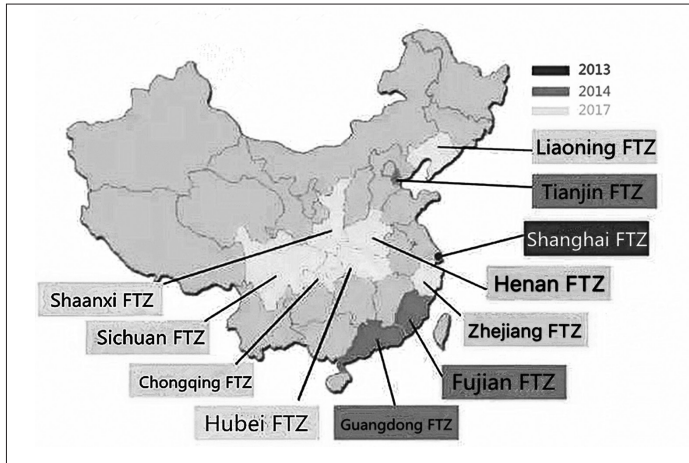 2013
2014
2017
Liaoning FTZ
Tianjin FTZ
Shanghai FTZ
Henan FTZ
Shaanxi FTZ
Zhejiang FTZ
Sichuan FTZ
Chongqing FTZ
Fujian FTZ
Hubei FTZ
Guangdong FTZ